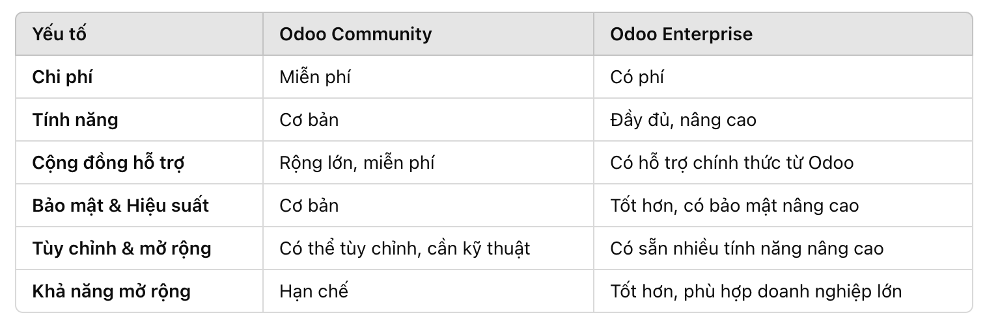 Yếu tố Odoo Community Odoo Enterprise
Chi phí Miễn phí Có phí
Tính năng Cơ bản Đầy đủ, nâng cao
Cộng đồng hỗ trợ Rộng lớn, miễn phí Có hỗ trợ chính thức từ Odoo
Bảo mật & Hiệu suất Cơ bản Tốt hơn, có bảo mật nâng cao
Tùy chỉnh & mở rộng Có thể tùy chỉnh, cần kỹ thuật Có sẵn nhiều tính năng nâng cao
Khả năng mở rộng Hạn chế Tốt hơn, phù hợp doanh nghiệp lớn